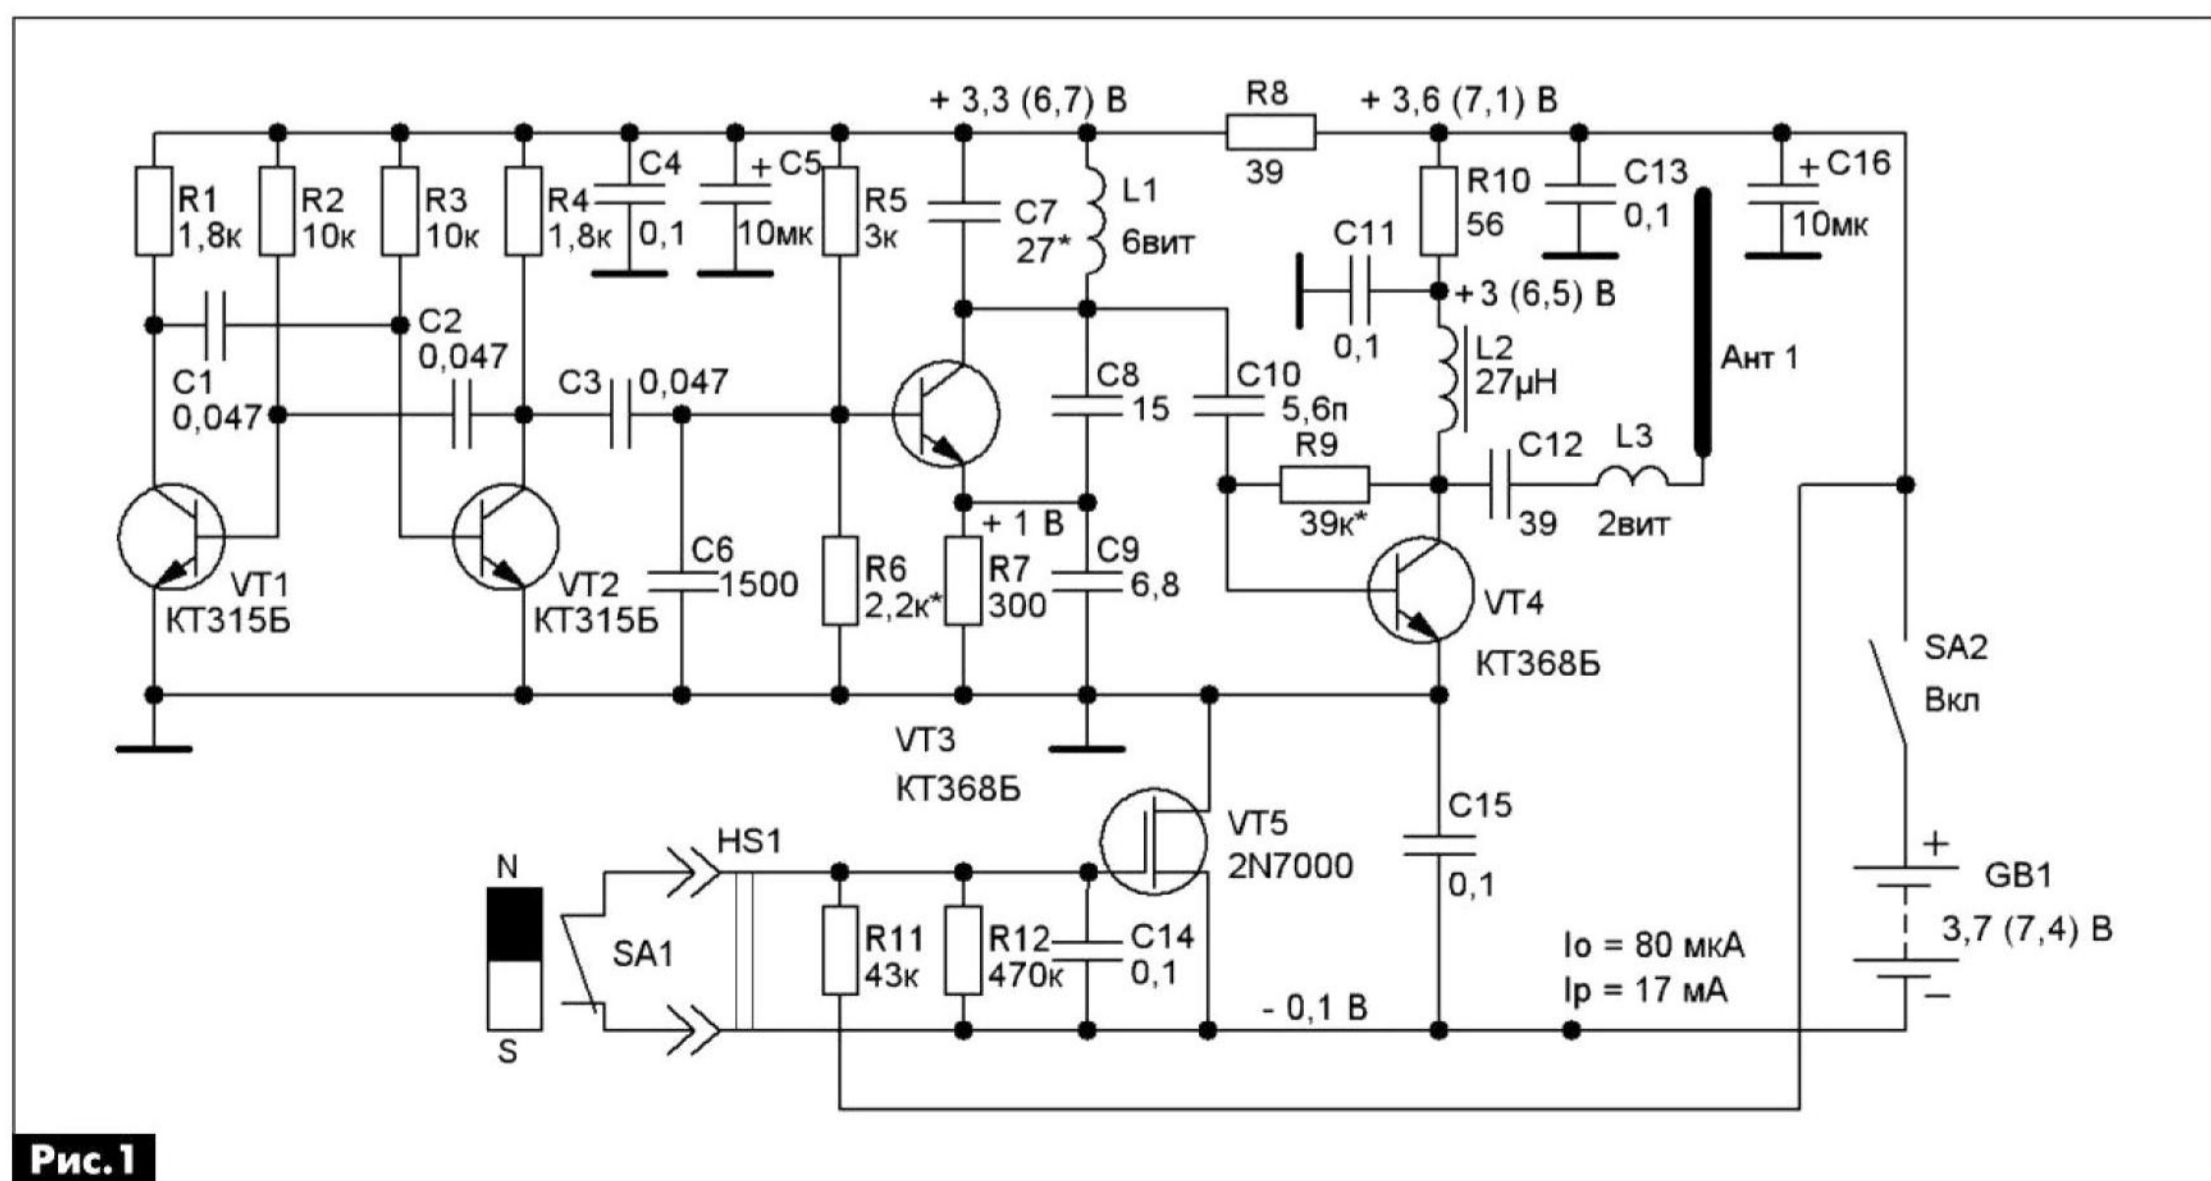 + 3,3 (6,7) В
R8
39
+ 3,6 (7,1) В
R1
1,8к
R2
10к
R3
10к
R4
1,8к
C4
0,1
+ C5
10мк
R5
3к
C7
27*
L1
6вит
R10
56
C13
0,1
+ C16
10мк
C11
0,1
+3 (6,5) В
L2
27µH
Ант 1
C1
0,047
C2
0,047
C3
0,047
C8
15
C10
5,6п
R9
39к*
C12
39
L3
2вит
+ 1 В
VT1
КТ315Б
VT2
КТ315Б
C6
1500
R6
2,2к*
R7
300
C9
6,8
VT4
КТ368Б
SA2
Вкл
VT3
КТ368Б
VT5
2N7000
C15
0,1
HS1
N
S
SA1
R11
43к
R12
470к
C14
0,1
- 0,1 В
Io = 80 мкА
Ip = 17 мА
+
GB1
3,7 (7,4) В
–
Рис.1